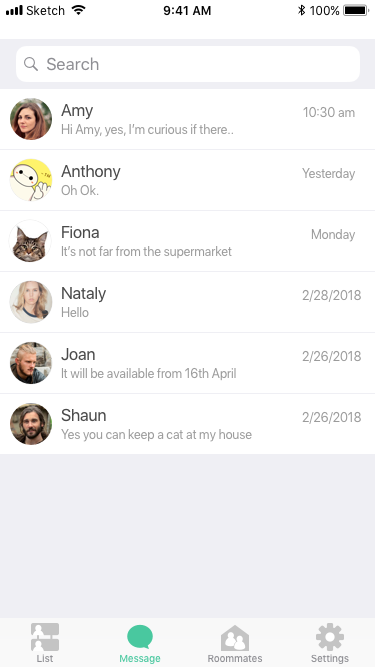 Sketch 9:41 AM 100%
Search
Amy 10:30 am
Hi Amy, yes, I’m curious if there..
Anthony Yesterday
Oh Ok.
Fiona Monday
It’s not far from the supermarket
Nataly 2/28/2018
Hello
Joan 2/26/2018
It will be available from 16th April
Shaun 2/26/2018
Yes you can keep a cat at my house
List Message Roommates Settings